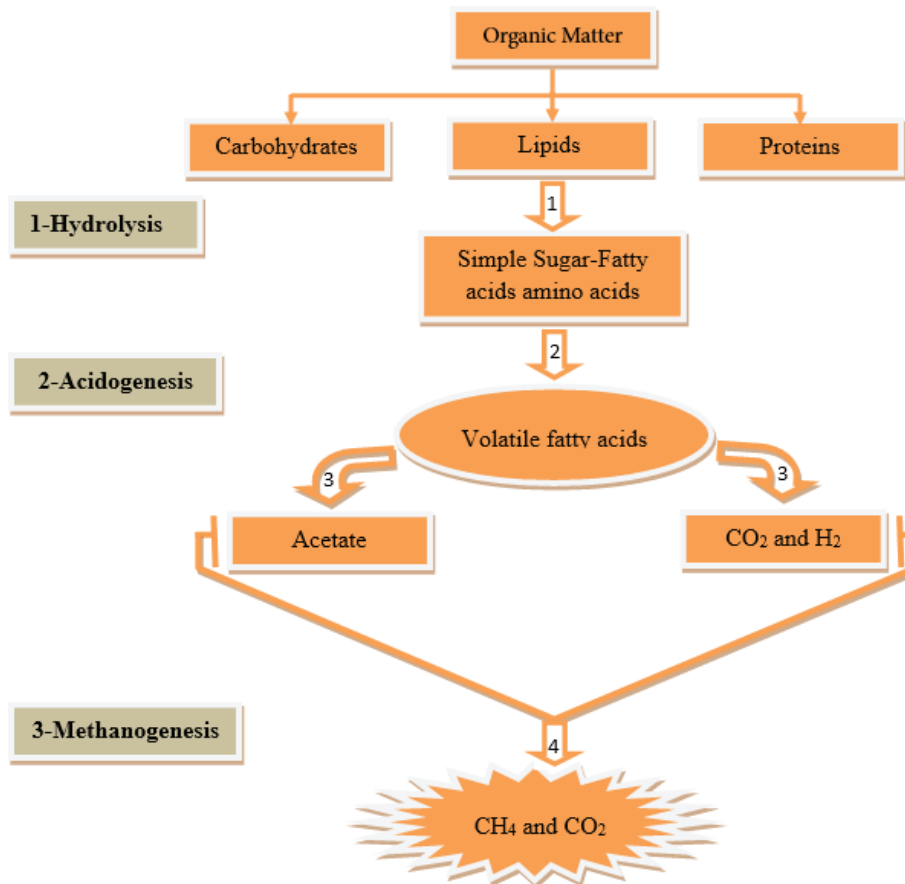 Organic Matter
Carbohydrates
Lipids
Proteins
1-Hydrolysis
1
Simple Sugar-Fatty
acids amino acids
2
2-Acidogenesis
Volatile fatty acids
3
3
Acetate
CO₂ and H₂
3-Methanogenesis
4
CH₄ and CO₂